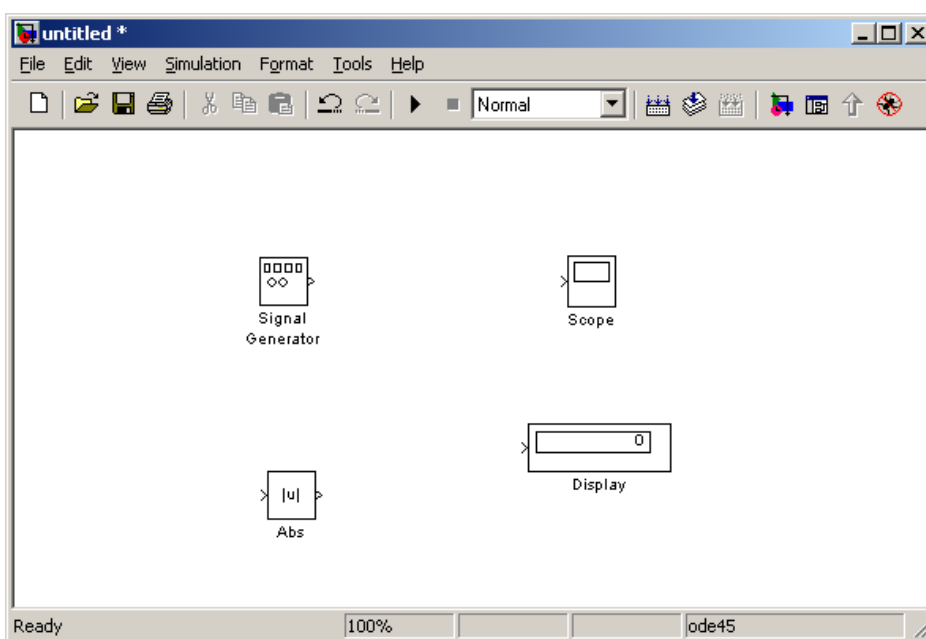 untitled *
File Edit View Simulation Format Tools Help
Normal
Signal
Generator
Scope
0
Display
|u|
Abs
Ready 100% ode45